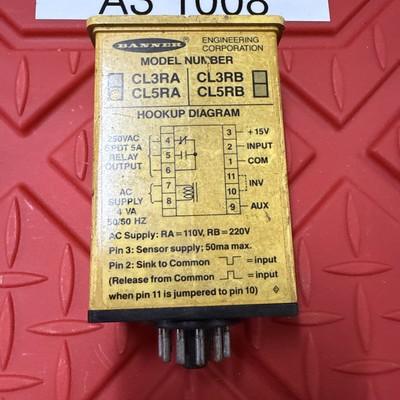 AS 1008
BANNER ENGINEERING CORPORATION
MODEL NUMBER
CL3RA CL3RB
CL5RA CL5RB
HOOKUP DIAGRAM
250VAC
SPDT 5A
RELAY
OUTPUT
4
5
6
3 +15V
2 INPUT
1 COM
11
10
INV
AC
SUPPLY
4 VA
50/60 HZ
7
8
9 AUX
AC Supply: RA = 110V, RB = 220V
Pin 3: Sensor supply; 50ma max.
Pin 2: Sink to Common = input
(Release from Common = input
when pin 11 is jumpered to pin 10)